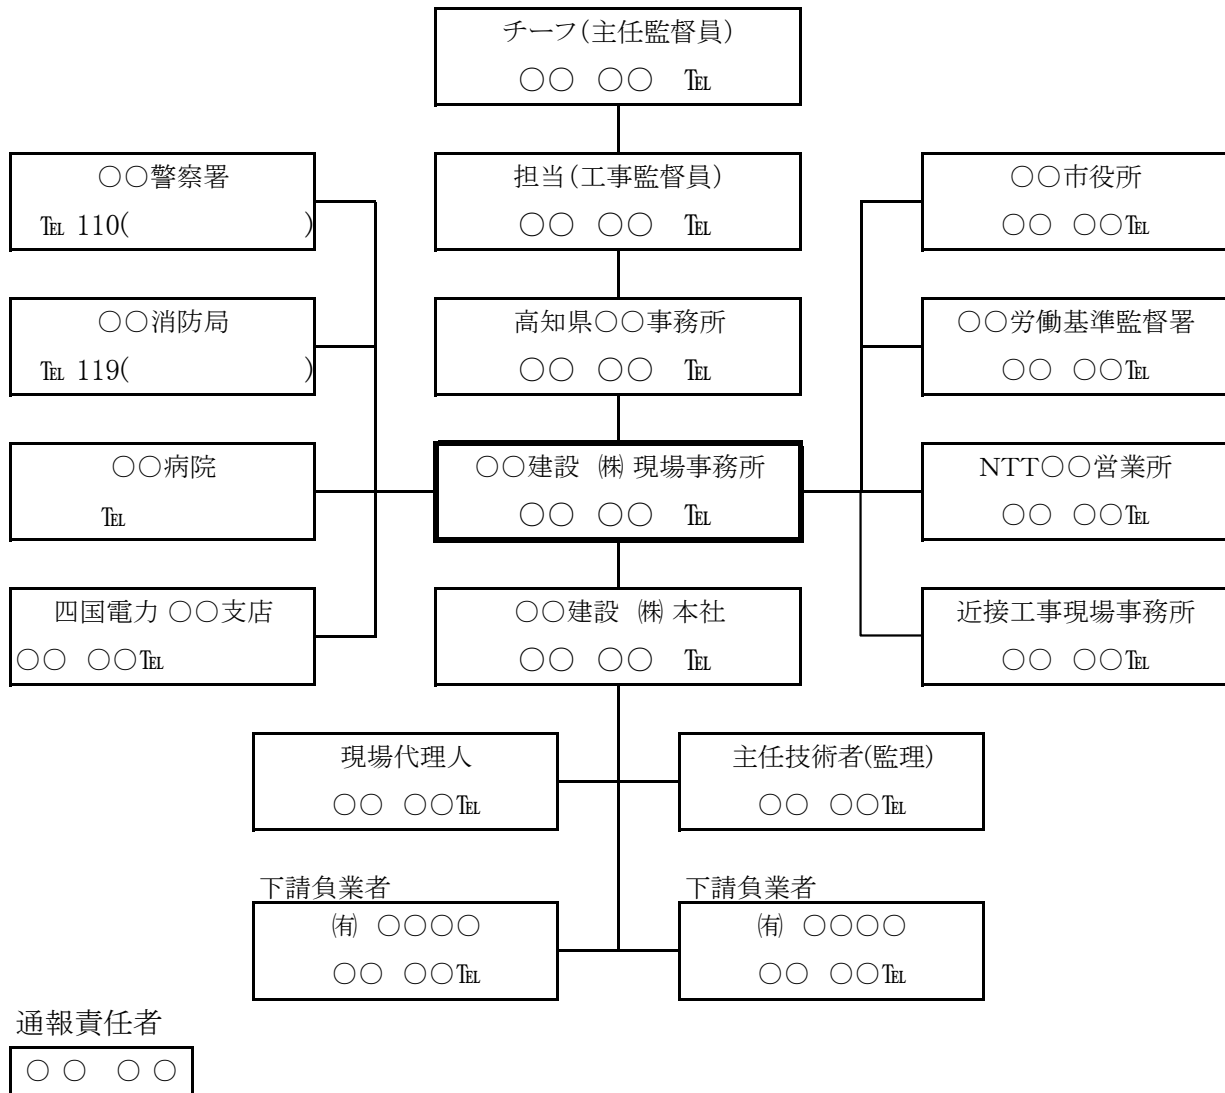 チーフ(主任監督員)
○○ ○○ ℡
○○警察署
℡ 110( )
担当(工事監督員)
○○ ○○ ℡
○○市役所
○○ ○○℡
○○消防局
℡ 119( )
高知県○○事務所
○○ ○○ ℡
○○労働基準監督署
○○ ○○℡
○○病院
℡
○○建設 ㈱ 現場事務所
○○ ○○ ℡
NTT○○営業所
○○ ○○℡
四国電力 ○○支店
○○ ○○℡
○○建設 ㈱ 本社
○○ ○○ ℡
近接工事現場事務所
○○ ○○℡
現場代理人
○○ ○○℡
主任技術者(監理)
○○ ○○℡
下請負業者
㈲ ○○○○
○○ ○○℡
下請負業者
㈲ ○○○○
○○ ○○℡
通報責任者
○ ○ ○ ○